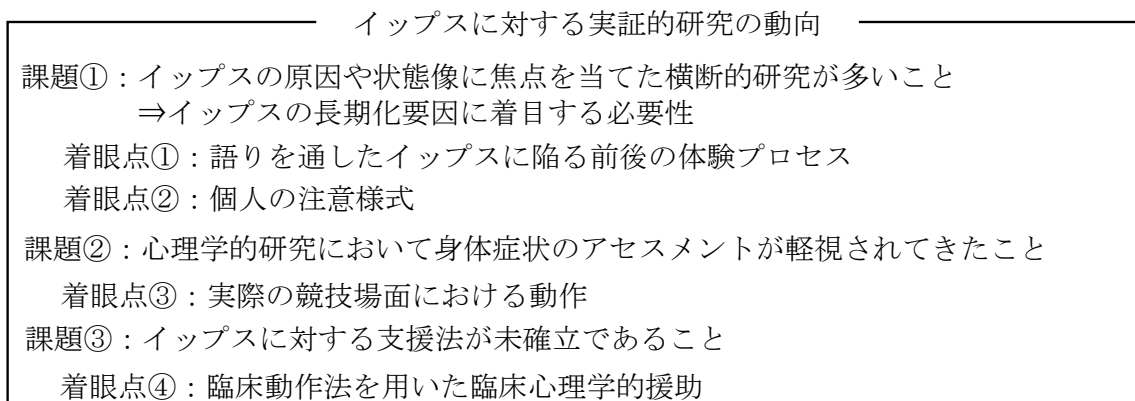 イップスに対する実証的研究の動向
課題①：イップスの原因や状態像に焦点を当てた横断的研究が多いこと
⇒イップスの長期化要因に着目する必要性
着眼点①：語りを通したイップスに陥る前後の体験プロセス
着眼点②：個人の注意様式
課題②：心理学的研究において身体症状のアセスメントが軽視されてきたこと
着眼点③：実際の競技場面における動作
課題③：イップスに対する支援法が未確立であること
着眼点④：臨床動作法を用いた臨床心理学的援助